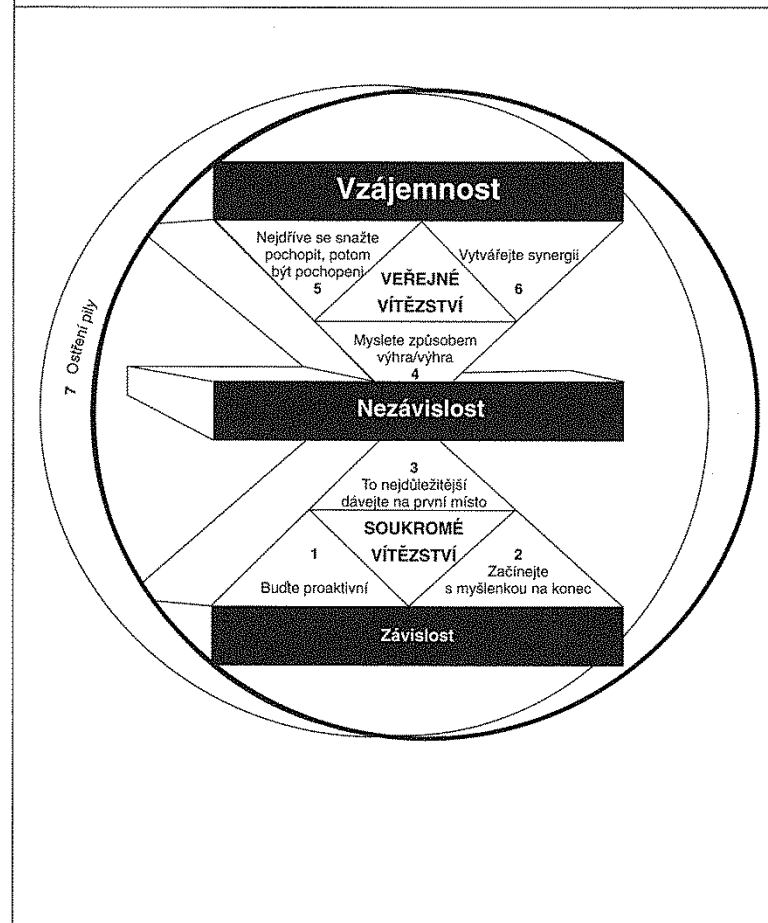 Vzájemnost
Nejdříve se snažte
pochopit, potom
být pochopeni
5
VEŘEJNÉ
VÍTĚZSTVÍ
Vytvářejte synergii
6
Myslete způsobem
výhra/výhra
4
7 Ostření pily
Nezávislost
3
To nejdůležitější
dávejte na první místo
SOUKROMÉ
VÍTĚZSTVÍ
1
Buďte proaktivní
2
Začínejte
s myšlenkou na konec
Závislost